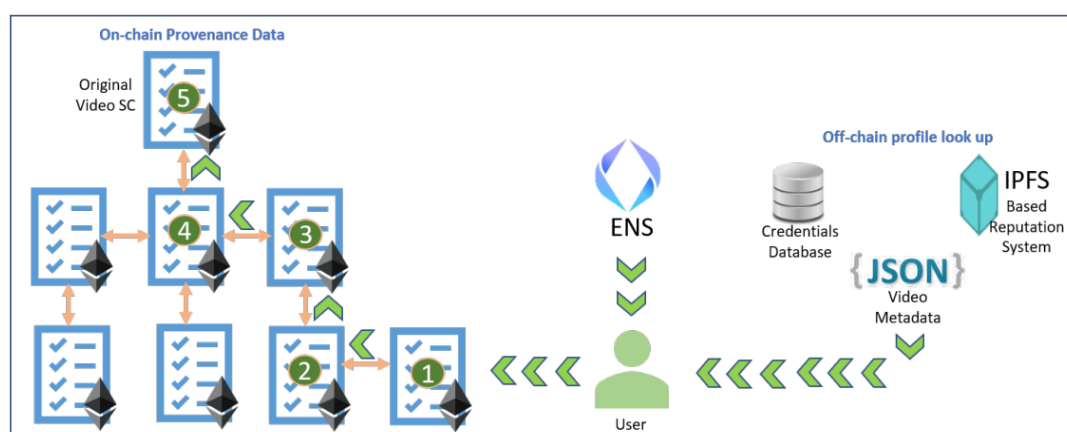 On-chain Provenance Data
Original
Video SC
5
4
3
2
1
ENS
User
Off-chain profile look up
Credentials
Database
IPFS
Based
Reputation
System
{JSON}
Video
Metadata